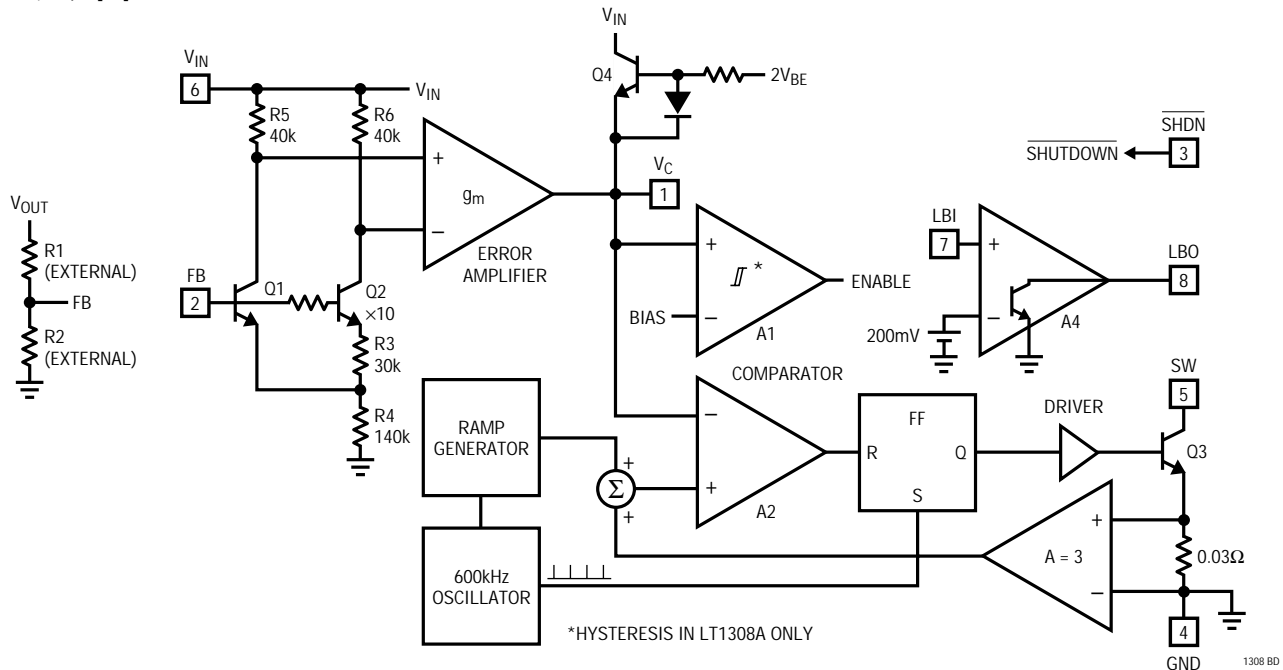 VIN
6
VIN
R5
40k
R6
40k
VIN
Q4
2VBE
SHDN
SHUTDOWN
3
+
gm
−
ERROR
AMPLIFIER
VC
1
VOUT
R1
(EXTERNAL)
FB
R2
(EXTERNAL)
FB
2
Q1
Q2
×10
R3
30k
R4
140k
+
*
BIAS
−
A1
ENABLE
LBI
7
+
−
200mV
A4
LBO
8
COMPARATOR
RAMP
GENERATOR
+
Σ
+
−
+
A2
FF
R
Q
S
DRIVER
SW
5
Q3
600kHz
OSCILLATOR
A = 3
+
−
0.03Ω
4
GND
*HYSTERESIS IN LT1308A ONLY
1308 BD